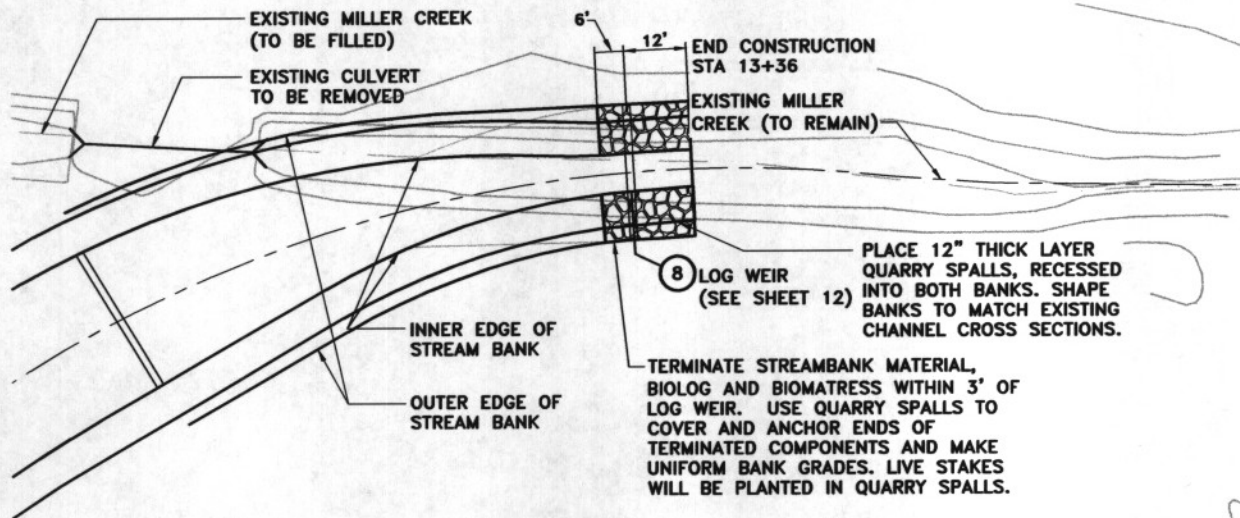 EXISTING MILLER CREEK
(TO BE FILLED)
EXISTING CULVERT
TO BE REMOVED
6'
12'
END CONSTRUCTION
STA 13+36
EXISTING MILLER
CREEK (TO REMAIN)
8
LOG WEIR
(SEE SHEET 12)
PLACE 12" THICK LAYER
QUARRY SPALLS, RECESSED
INTO BOTH BANKS. SHAPE
BANKS TO MATCH EXISTING
CHANNEL CROSS SECTIONS.
INNER EDGE OF
STREAM BANK
OUTER EDGE OF
STREAM BANK
TERMINATE STREAMBANK MATERIAL,
BIOLOG AND BIOMATRESS WITHIN 3' OF
LOG WEIR. USE QUARRY SPALLS TO
COVER AND ANCHOR ENDS OF
TERMINATED COMPONENTS AND MAKE
UNIFORM BANK GRADES. LIVE STAKES
WILL BE PLANTED IN QUARRY SPALLS.